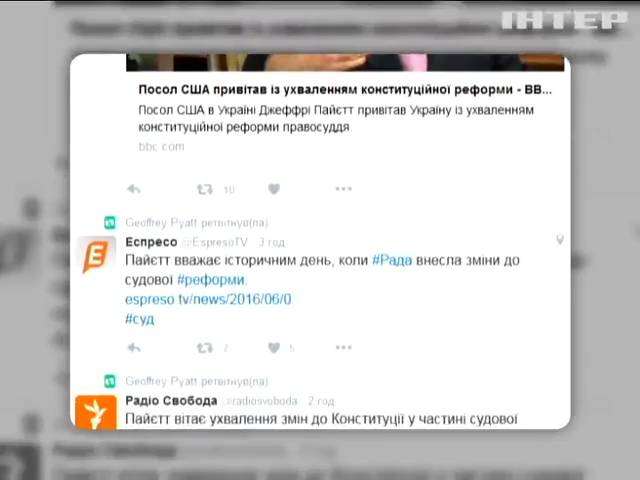 ІНТЕР
Посол США привітав із ухваленням конституційної реформи - BB...
Посол США в Україні Джеффрі Пайєтт привітав Україну із ухваленням
конституційної реформи правосуддя
bbc com
10
Geoffrey Pyatt ретвітнув(ла)
Еспресо @EspresoTV 3 год
Пайєтт вважає історичним день, коли #Рада внесла зміни до
судової #реформи.
espreso tv/news/2016/06/0
#суд
7 5
Geoffrey Pyatt ретвітнув(ла)
Радіо Свобода @radiosvoboda 2 год
Пайєтт вітає ухвалення змін до Конституції у частині судової